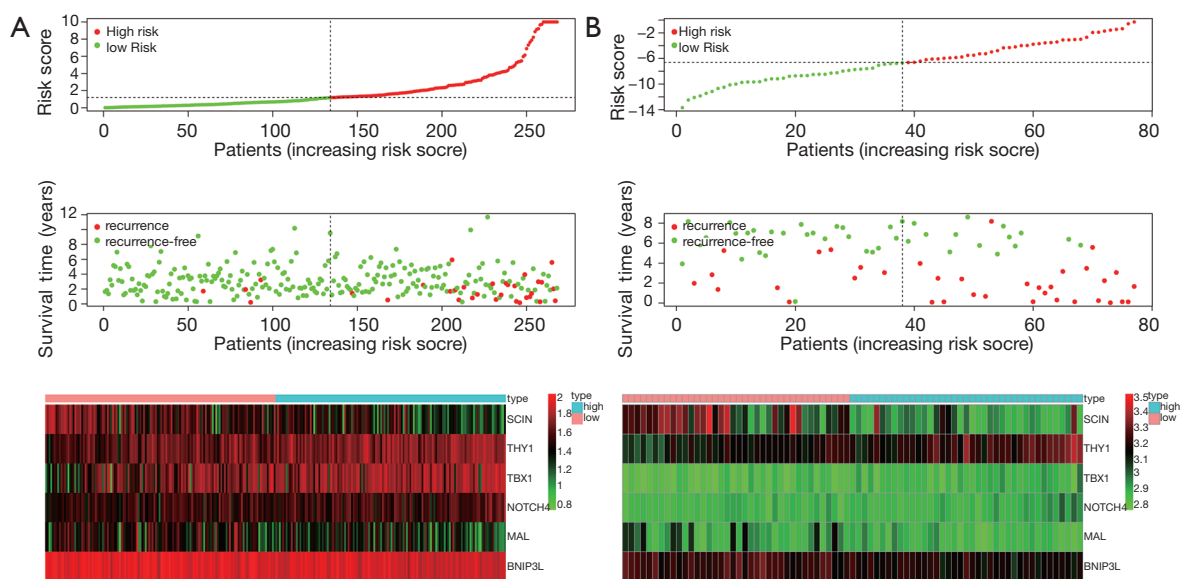 A
Risk score
10
8
6
4
2
0
High risk
low Risk
0 50 100 150 200 250
Patients (increasing risk socre)
Survival time (years)
12
8
6
4
2
0
recurrence
recurrence-free
0 50 100 150 200 250
Patients (increasing risk socre)
type
SCIN
THY1
TBX1
NOTCH4
MAL
BNIP3L
2
1.8
1.6
1.4
1.2
1
0.8
type
high
low
B
Risk score
−2
−6
−10
−14
High risk
low Risk
0 20 40 60 80
Patients (increasing risk socre)
Survival time (years)
8
6
4
2
0
recurrence
recurrence-free
0 20 40 60 80
Patients (increasing risk socre)
type
SCIN
THY1
TBX1
NOTCH4
MAL
BNIP3L
3.5
3.4
3.3
3.2
3.1
3
2.9
2.8
type
high
low